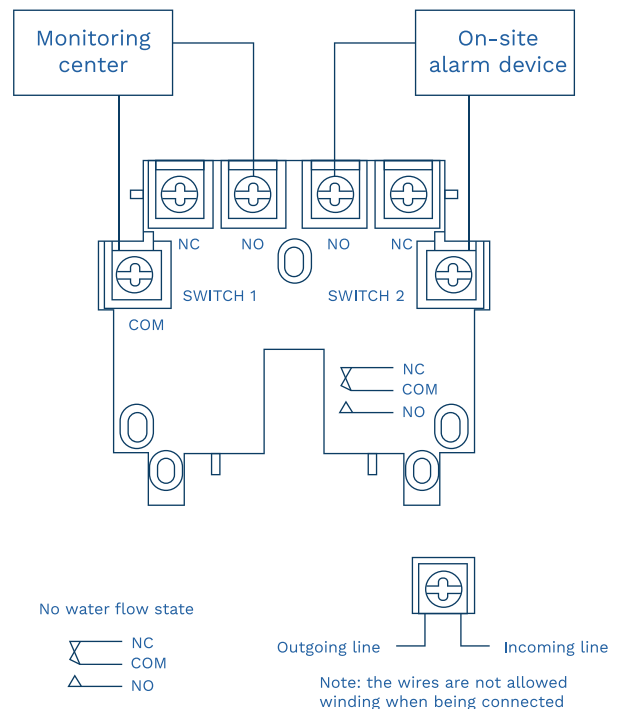 Monitoring
center
On-site
alarm device
NC
NO
NO
NC
SWITCH 1
SWITCH 2
COM
NC
COM
NO
No water flow state
NC
COM
NO
Outgoing line
Incoming line
Note: the wires are not allowed
winding when being connected